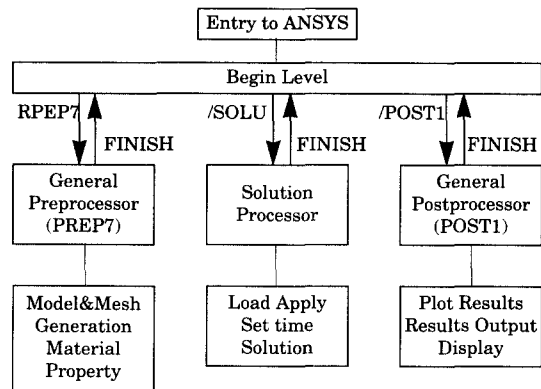 Entry to ANSYS
Begin Level
RPEP7
/SOLU
/POST1
FINISH
FINISH
FINISH
General
Preprocessor
(PREP7)
Solution
Processor
General
Postprocessor
(POST1)
Model&Mesh
Generation
Material
Property
Load Apply
Set time
Solution
Plot Results
Results Output
Display